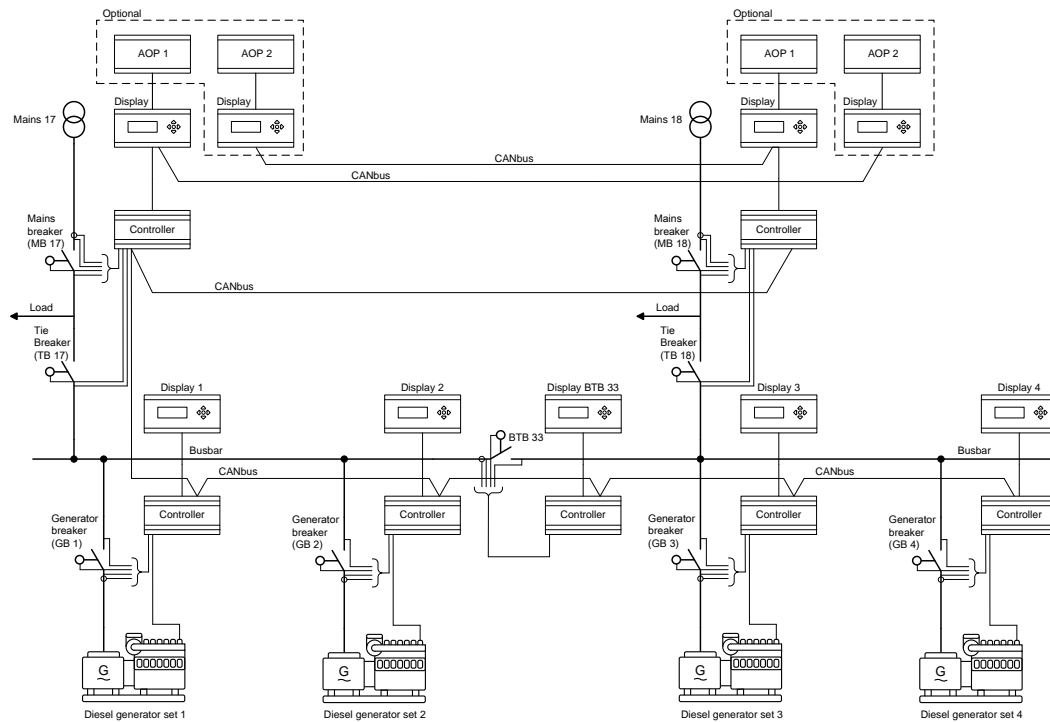 Optional
Optional
AOP 1
AOP 2
AOP 1
AOP 2
Display
Display
Display
Display
Mains 17
Mains 18
CANbus
CANbus
Mains
breaker
(MB 17)
Controller
Mains
breaker
(MB 18)
Controller
CANbus
Load
Load
Tie
Breaker
(TB 17)
Tie
Breaker
(TB 18)
Display 1
Display 2
Display BTB 33
Display 3
Display 4
BTB 33
Busbar
Busbar
CANbus
CANbus
Controller
Controller
Controller
Controller
Controller
Generator
breaker
(GB 1)
Generator
breaker
(GB 2)
Generator
breaker
(GB 3)
Generator
breaker
(GB 4)
G
G
G
G
Diesel generator set 1
Diesel generator set 2
Diesel generator set 3
Diesel generator set 4